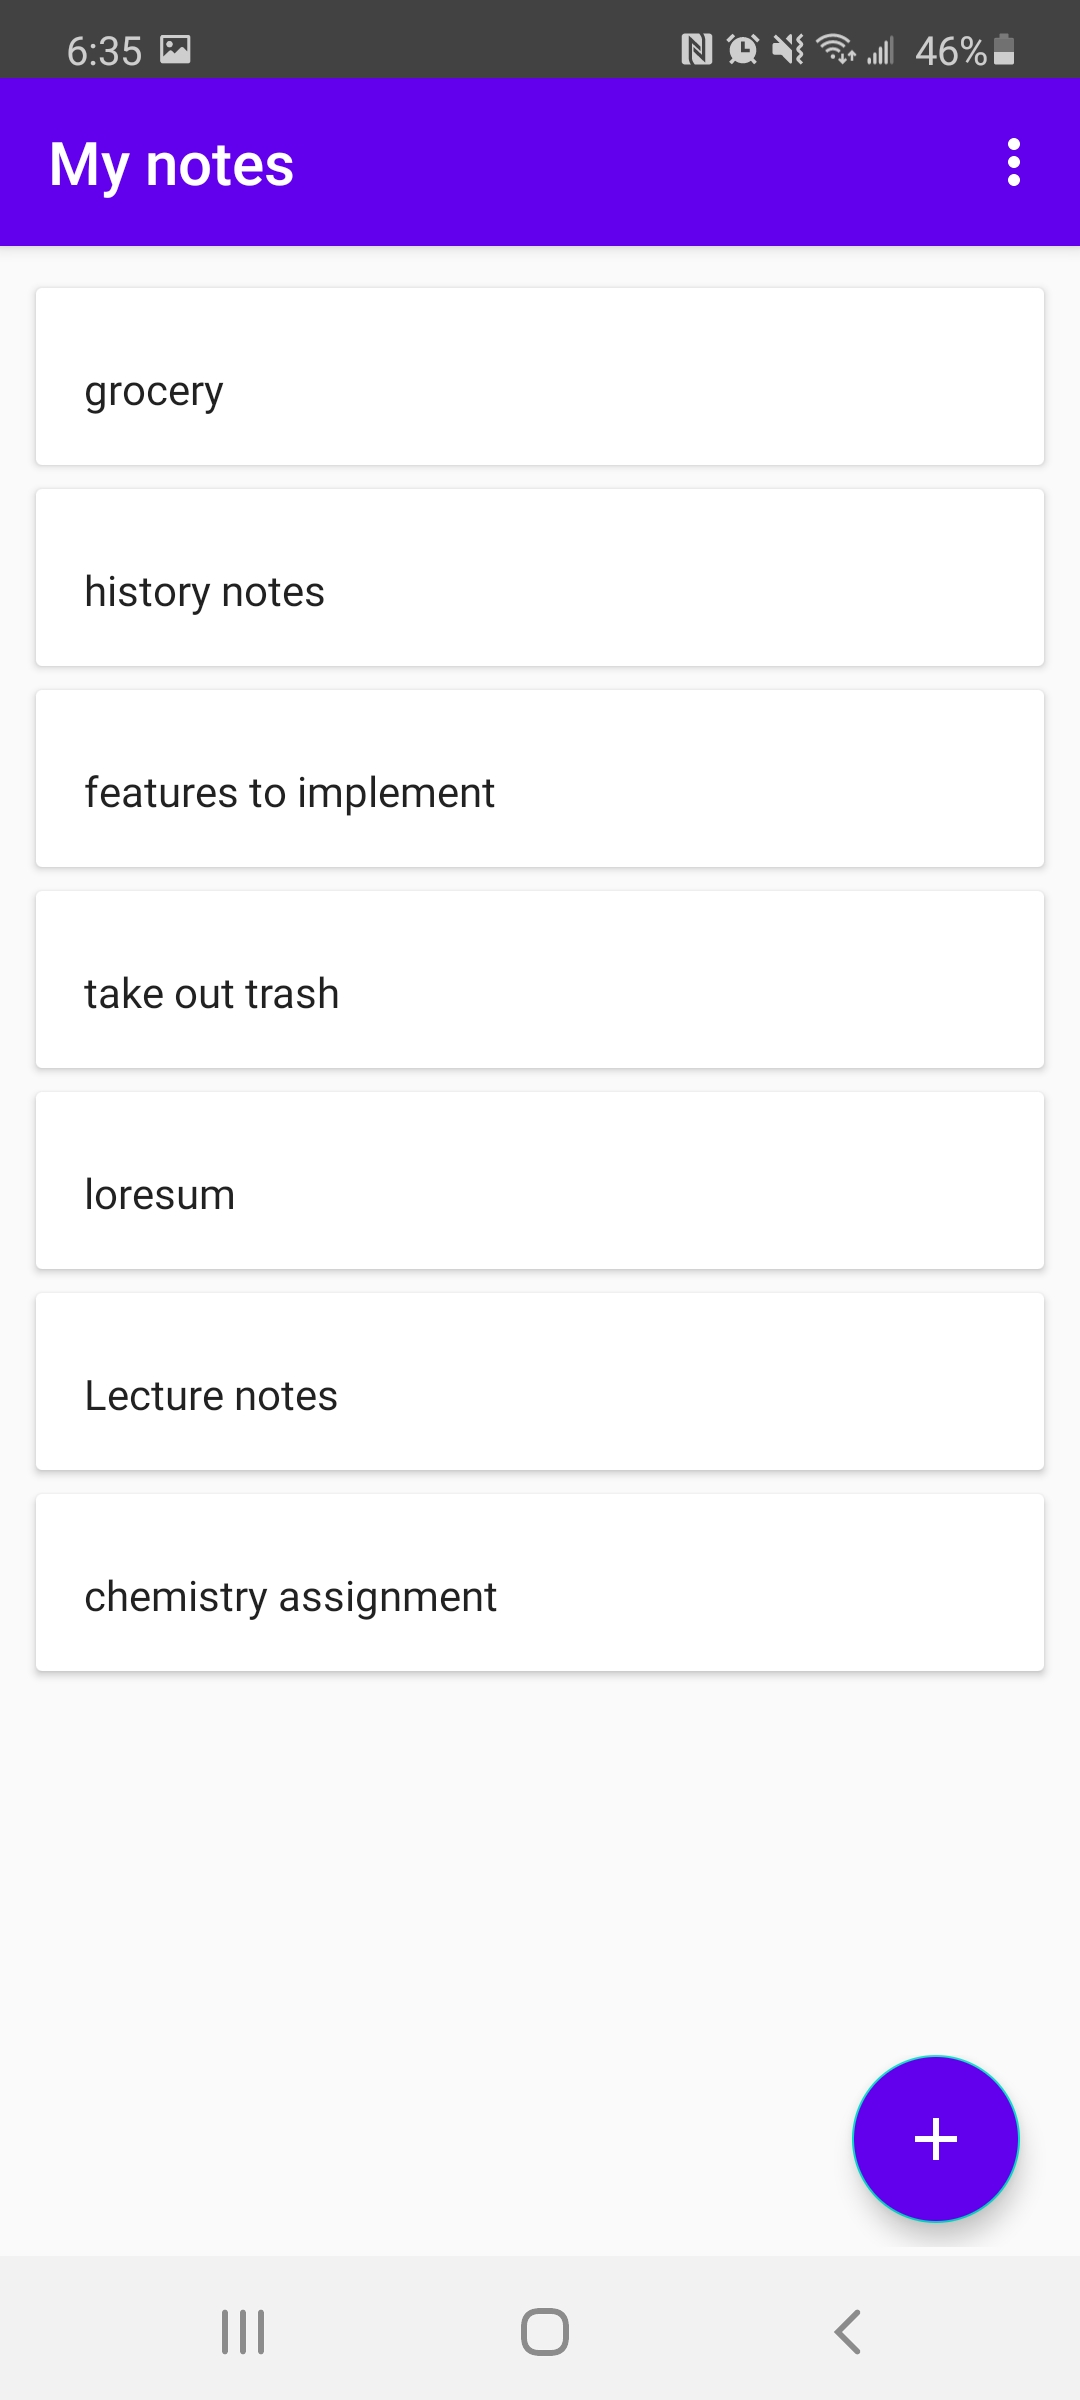 6:35 46%
My notes
grocery
history notes
features to implement
take out trash
loresum
Lecture notes
chemistry assignment